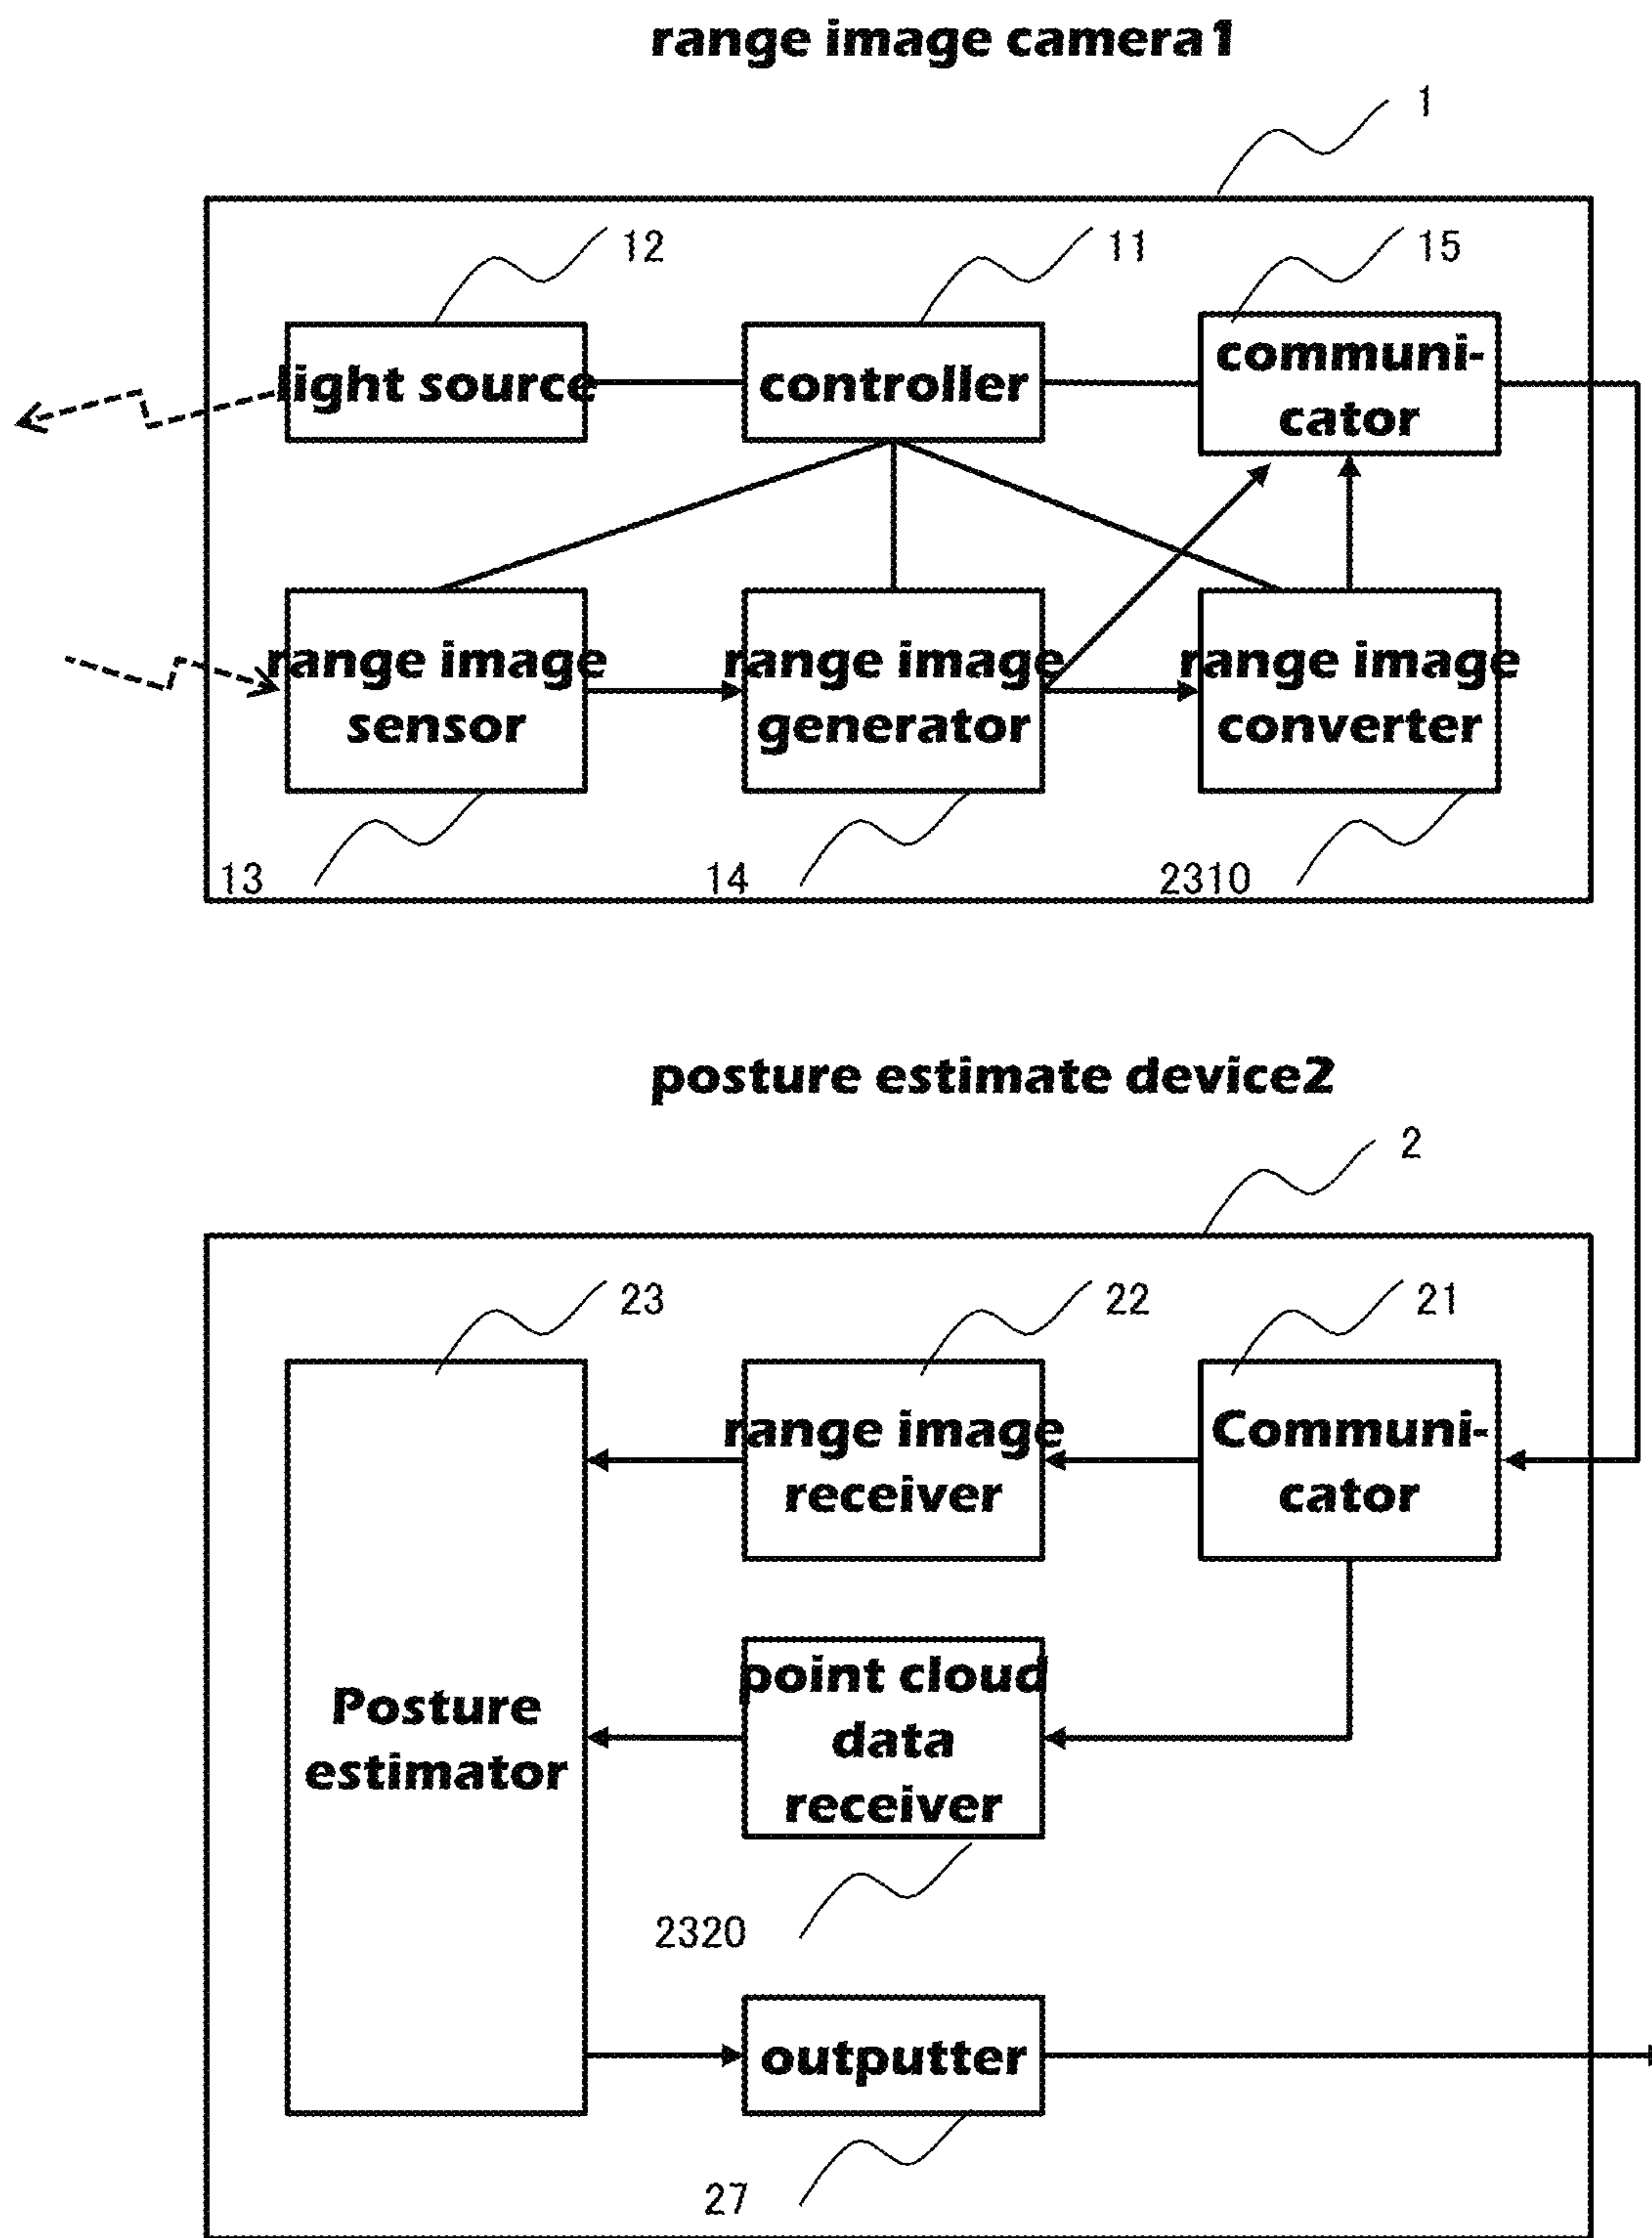 range image camera1
1
12
11
15
light source
controller
communi-
cator
range image
sensor
range image
generator
range image
converter
13
14
2310
posture estimate device2
2
23
22
21
range image
receiver
Communi-
cator
Posture
estimator
point cloud
data
receiver
2320
outputter
27